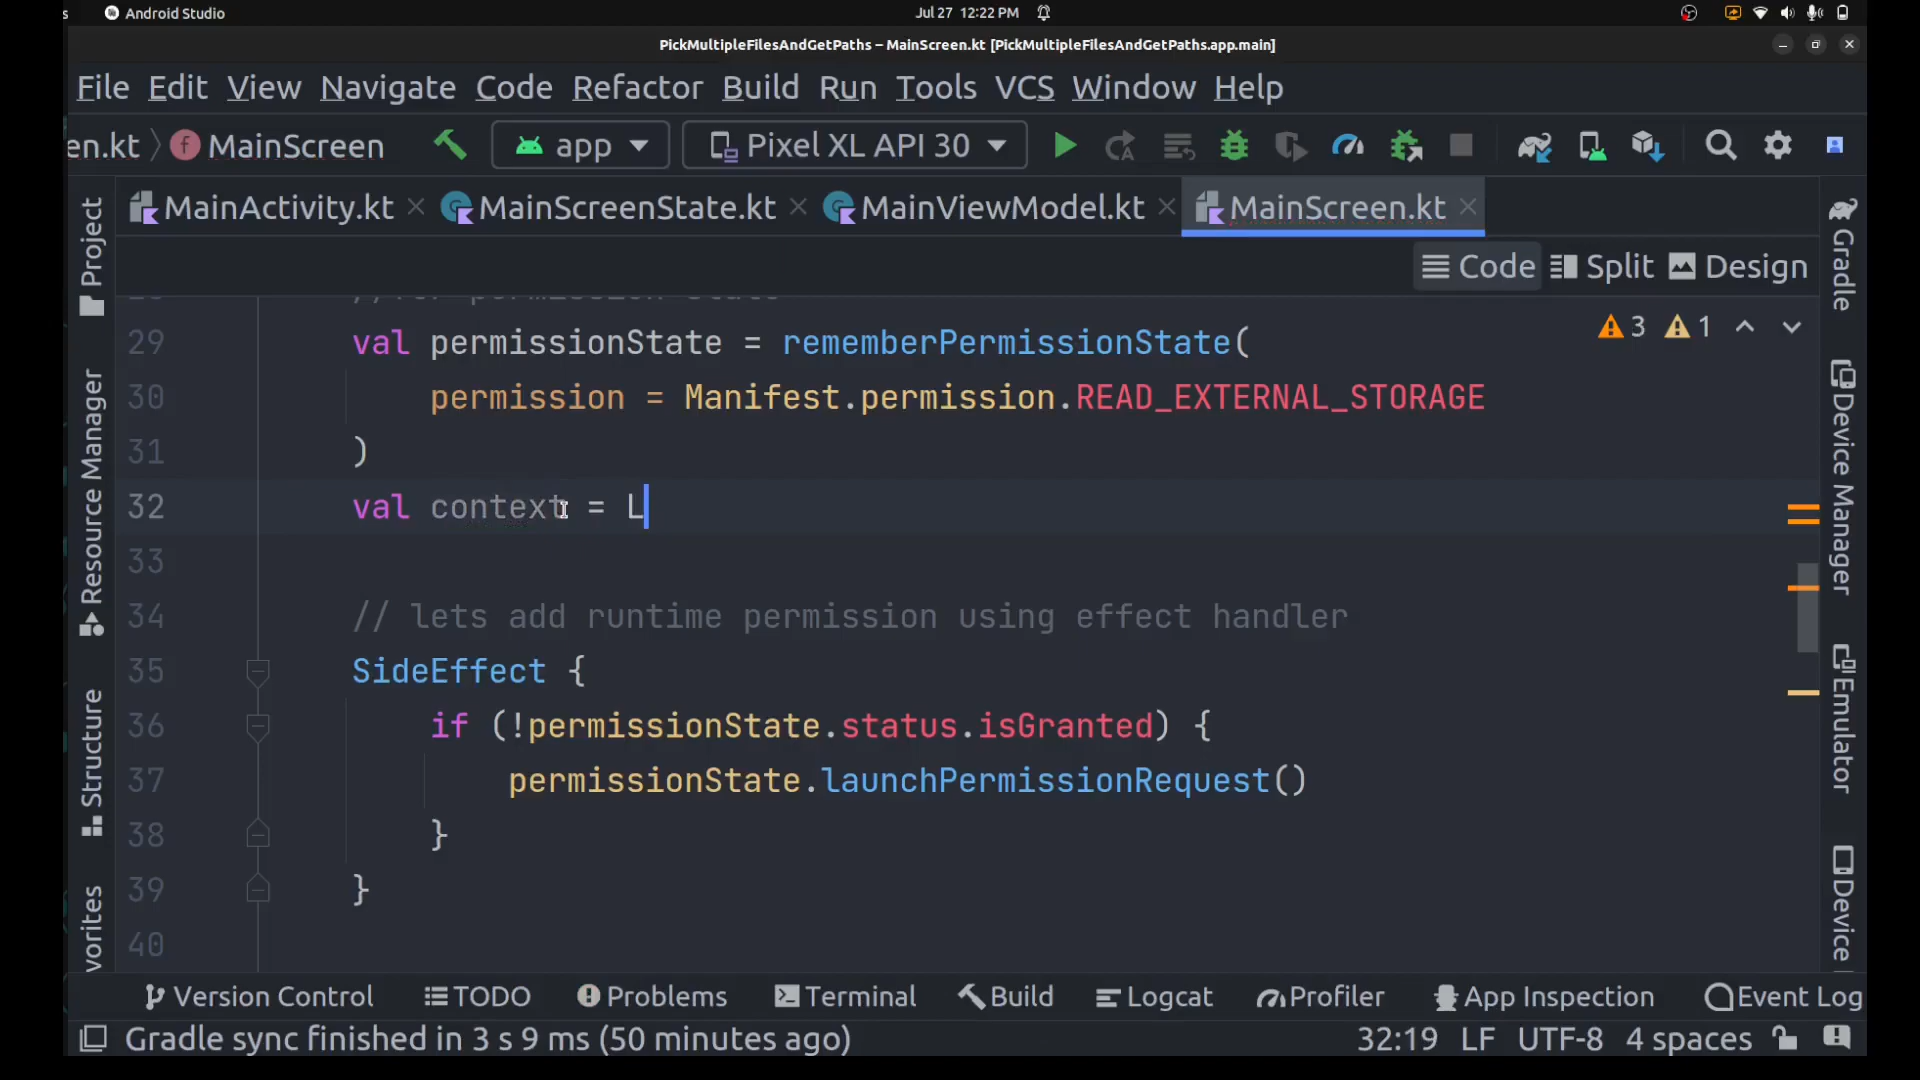 s Android Studio Jul 27 12:22 PM
PickMultipleFilesAndGetPaths – MainScreen.kt [PickMultipleFilesAndGetPaths.app.main]
File Edit View Navigate Code Refactor Build Run Tools VCS Window Help
en.kt MainScreen app Pixel XL API 30
MainActivity.kt MainScreenState.kt MainViewModel.kt MainScreen.kt
Code Split Design
29 val permissionState = rememberPermissionState(
3 1
30 permission = Manifest.permission.READ_EXTERNAL_STORAGE
31 )
32 val context = L
33
34 // lets add runtime permission using effect handler
35 SideEffect {
36 if (!permissionState.status.isGranted) {
37 permissionState.launchPermissionRequest()
38 }
39 }
40
Project
Resource Manager
Structure
vorites
Gradle
Device Manager
Emulator
Device
Version Control TODO Problems Terminal Build Logcat Profiler App Inspection Event Log
Gradle sync finished in 3 s 9 ms (50 minutes ago) 32:19 LF UTF-8 4 spaces